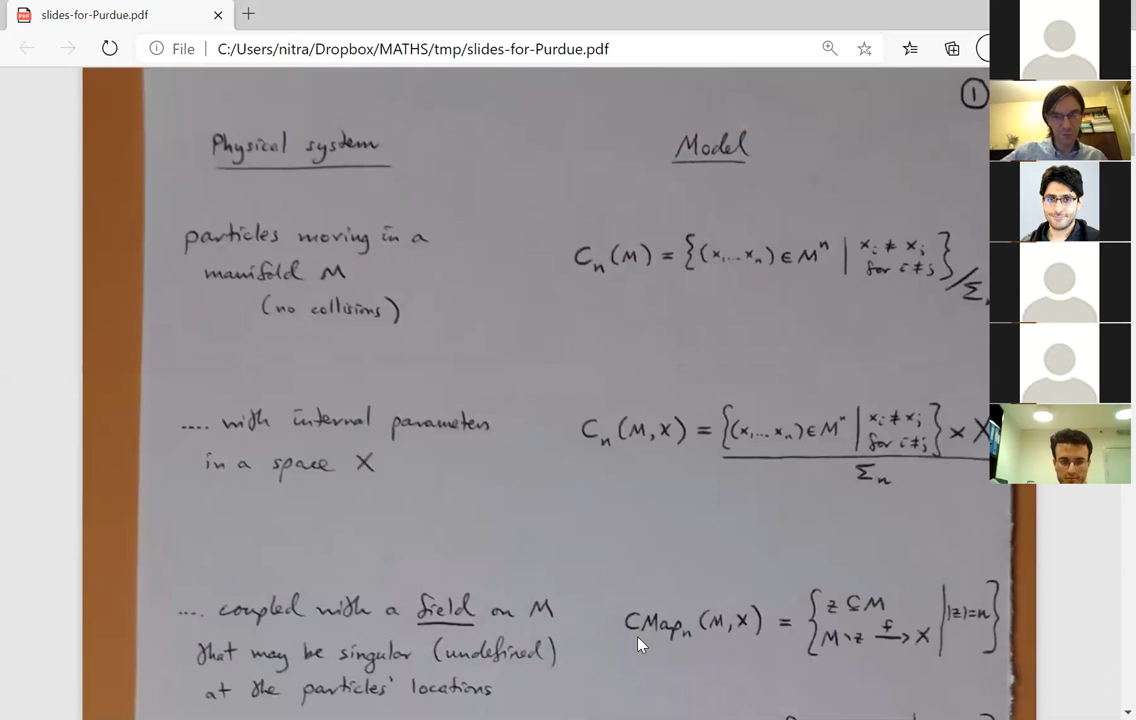 slides-for-Purdue.pdf
File C:/Users/nitra/Dropbox/MATHS/tmp/slides-for-Purdue.pdf
①
Physical system Model
particles moving in a
manifold M
(no collisions)
Cₙ(M) = {(x₁...xₙ) ∈ Mⁿ | xᵢ ≠ xⱼ for i≠j}/Σ
.... with internal parameters
in a space X
Cₙ(M,X) = {(x₁...xₙ) ∈ Mⁿ | xᵢ ≠ xⱼ for i≠j} × X
Σₙ
.... coupled with a field on M
that may be singular (undefined)
at the particles' locations
CMapₙ(M,X) = { z ⊆ M
M∖z →f X | |z|=n }